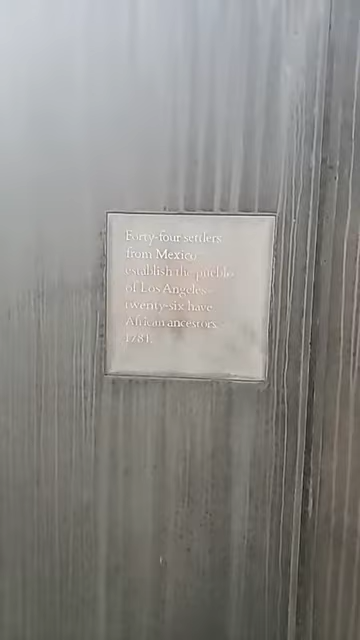 Forty-four settlers
from Mexico
establish the pueblo
of Los Angeles—
twenty-six have
African ancestors.
1781.